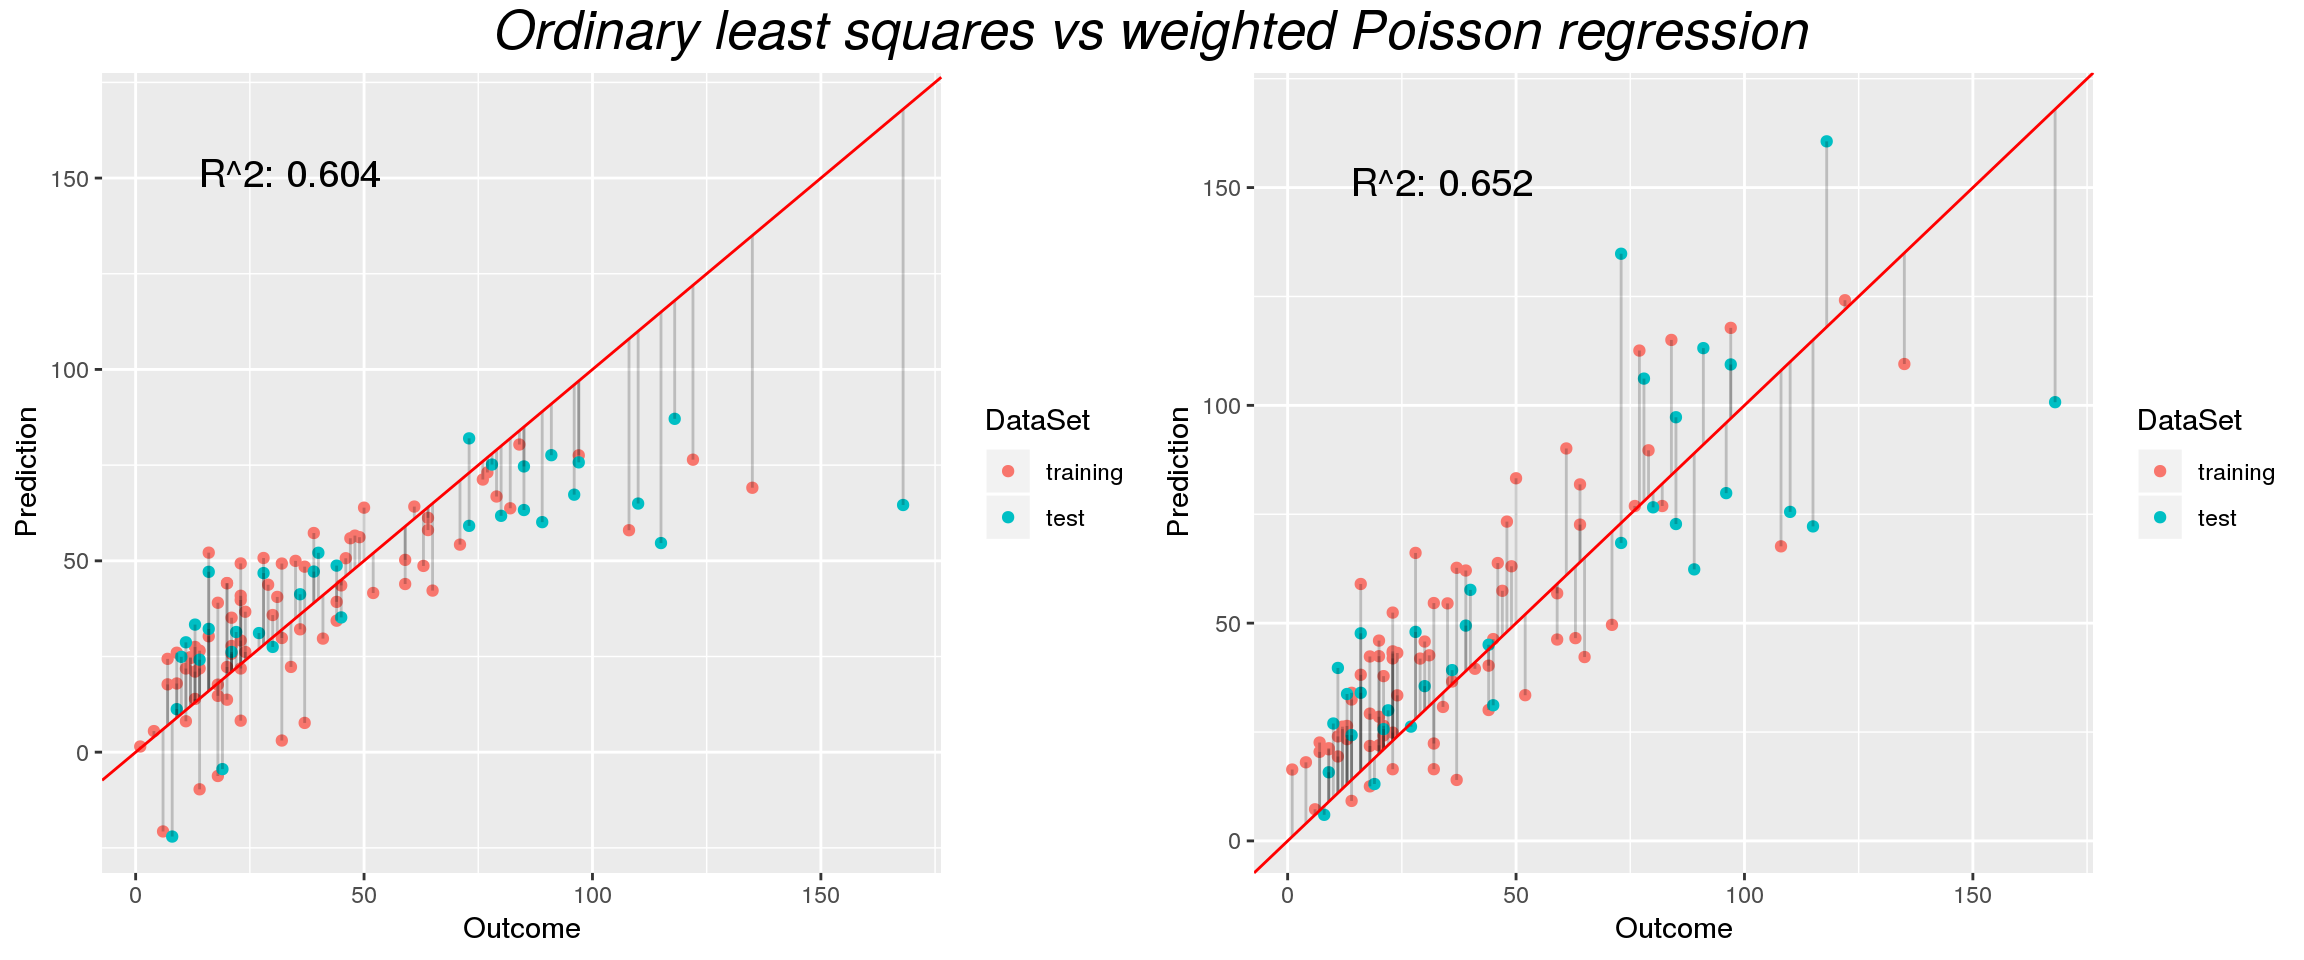 Ordinary least squares vs weighted Poisson regression
R^2: 0.604
150
100
50
0
Prediction
0
50
100
150
Outcome
DataSet
training
test
R^2: 0.652
150
100
50
0
Prediction
0
50
100
150
Outcome
DataSet
training
test